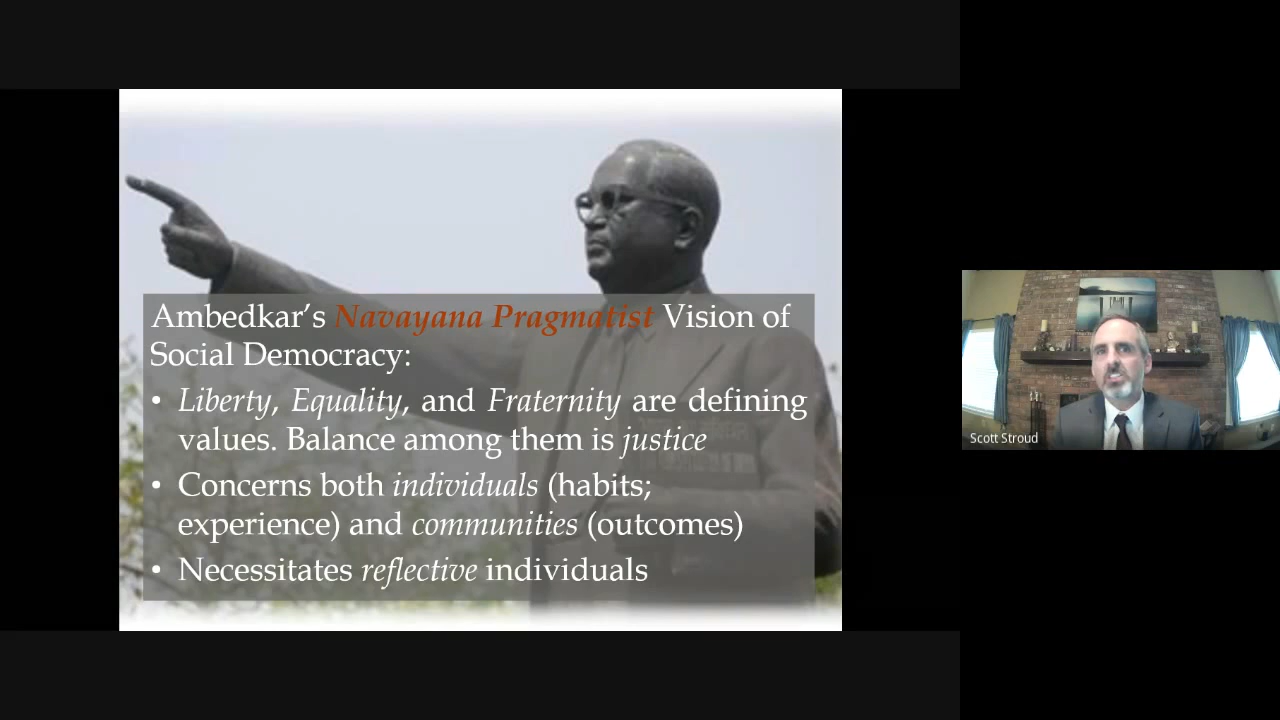 Ambedkar's Navayana Pragmatist Vision of
Social Democracy:
• Liberty, Equality, and Fraternity are defining
values. Balance among them is justice
• Concerns both individuals (habits;
experience) and communities (outcomes)
• Necessitates reflective individuals
Scott Stroud